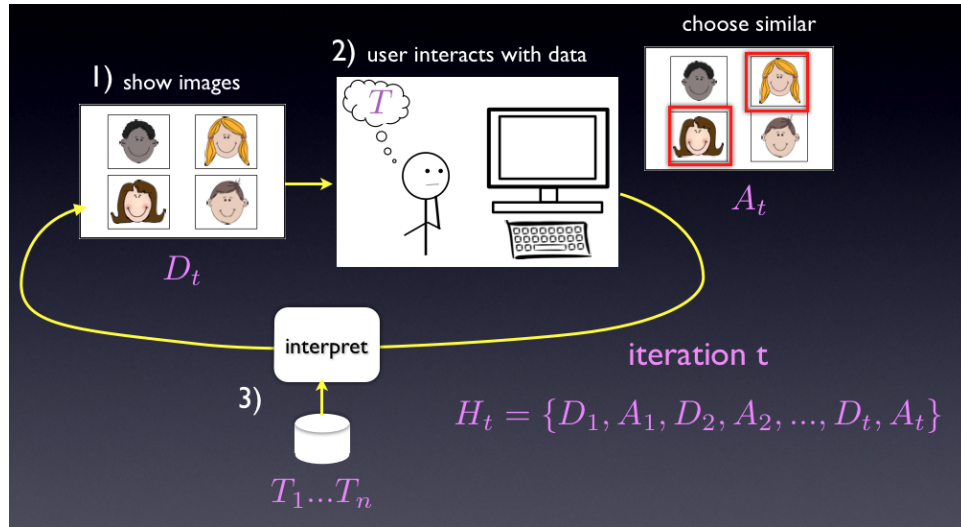 choose similar
2) user interacts with data
1) show images
T
A_t
D_t
interpret
iteration t
3)
H_t = {D_1, A_1, D_2, A_2, ..., D_t, A_t}
T_1...T_n